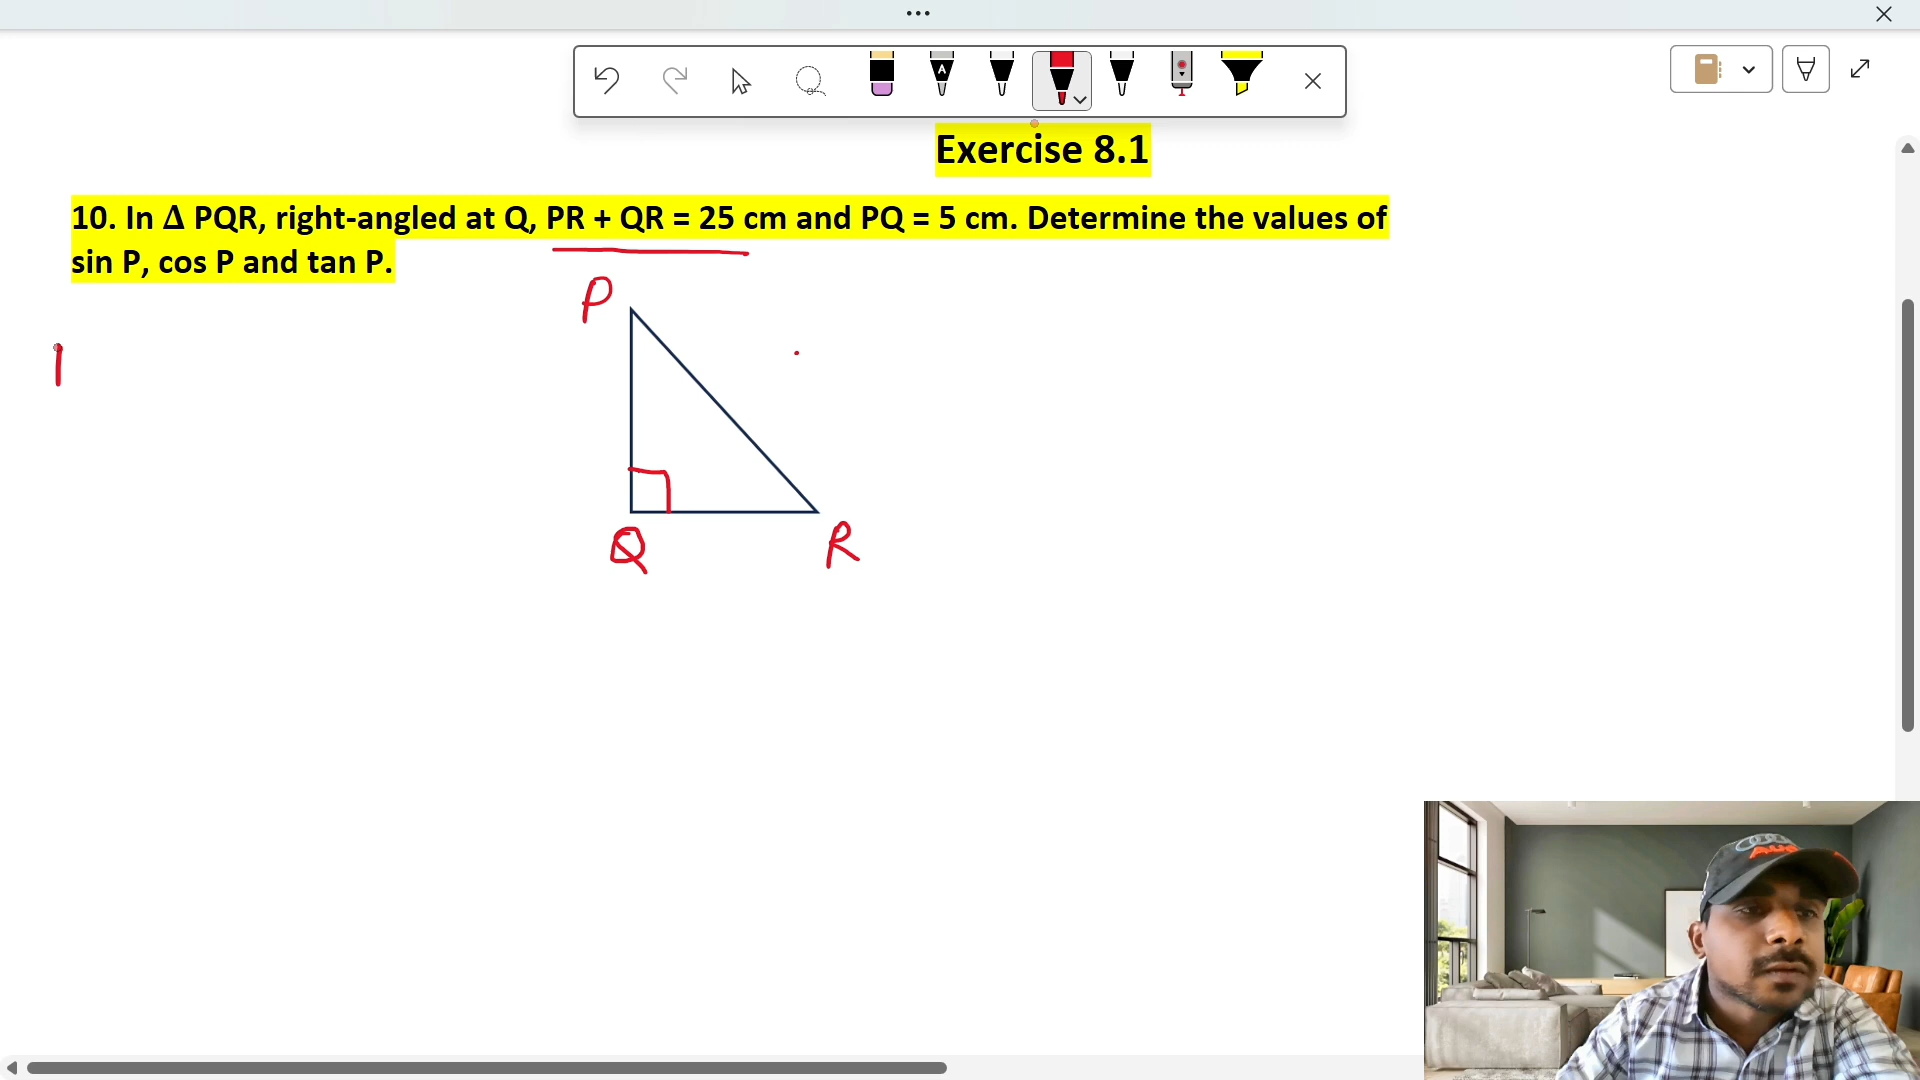 Exercise 8.1
10. In Δ PQR, right-angled at Q, PR + QR = 25 cm and PQ = 5 cm. Determine the values of
sin P, cos P and tan P.
P
Q
R